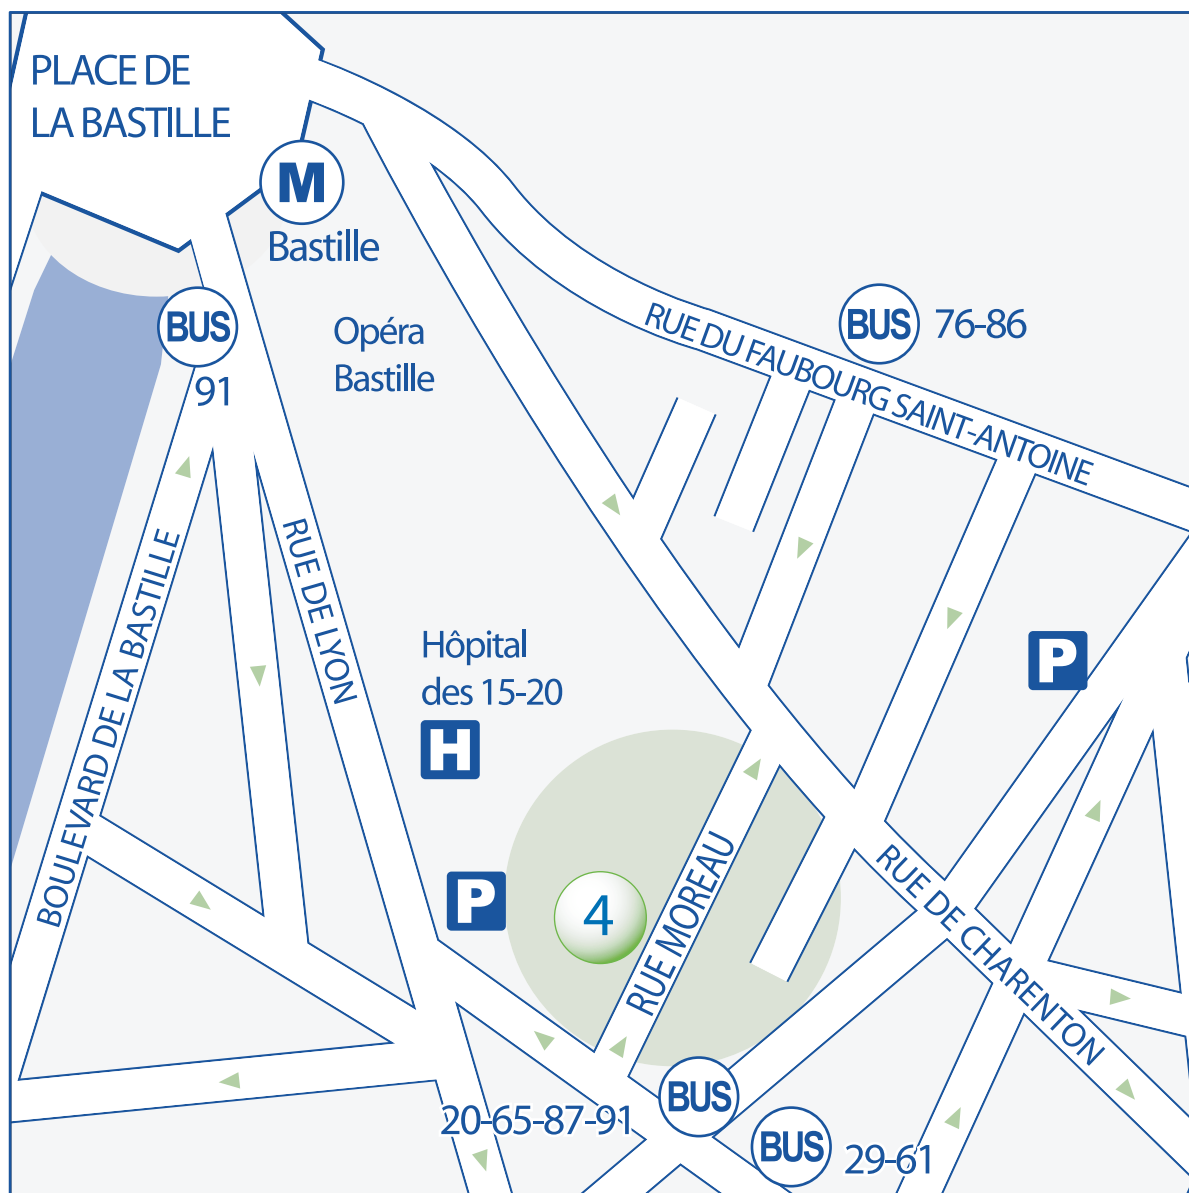 PLACE DE
LA BASTILLE
M
Bastille
BUS
91
Opéra
Bastille
BUS
76-86
RUE DU FAUBOURG SAINT-ANTOINE
RUE DE LYON
BOULEVARD DE LA BASTILLE
Hôpital
des 15-20
H
P
P
4
RUE MOREAU
RUE DE CHARENTON
BUS
20-65-87-91
BUS
29-61